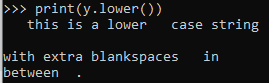 >>> print(y.lower())
   this is a lower   case string

with extra blankspaces   in
between  .